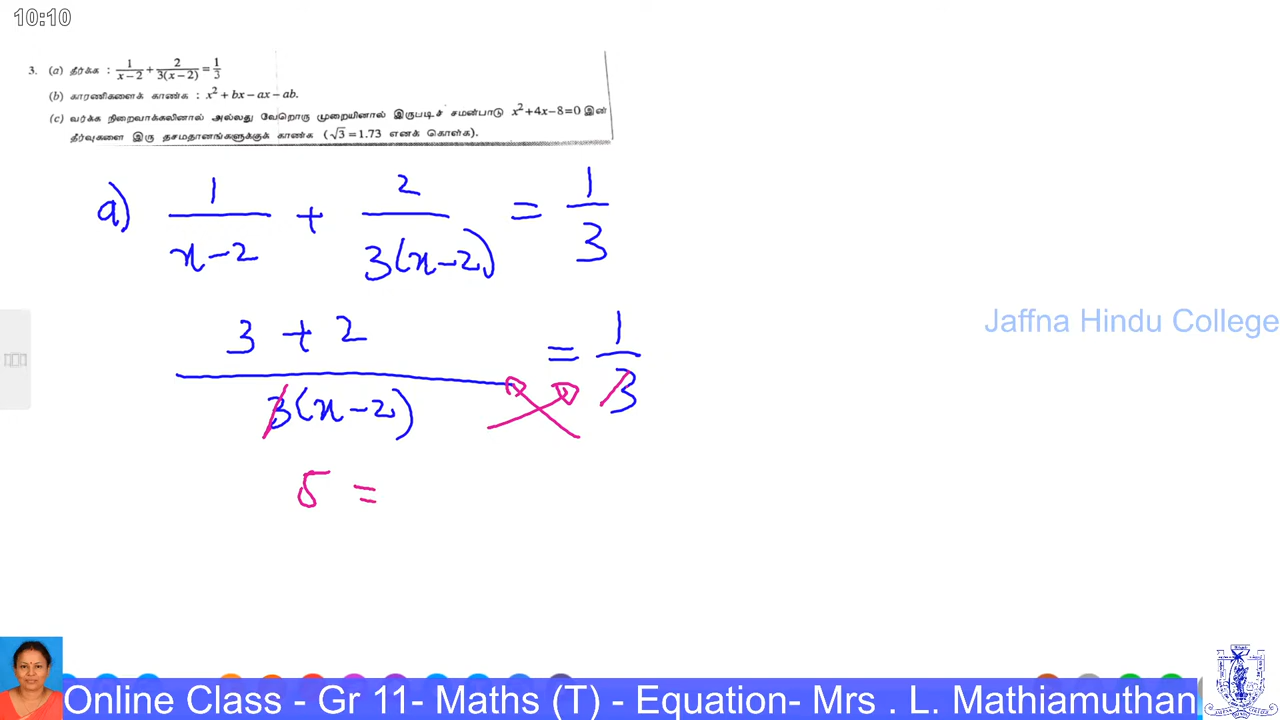 10:10
3. (a) தீர்க்க : 1/(x−2) + 2/(3(x−2)) = 1/3
(b) காரணிகளைக் காண்க : x² + bx − ax − ab.
(c) வர்க்க நிறைவாக்கலினால் அல்லது வேறொரு முறையினால் இருபடிச் சமன்பாடு x²+4x−8=0 இன்
தீர்வுகளை இரு தசமதானங்களுக்குக் காண்க (√3 = 1.73 எனக் கொள்க).
a) 1/(x−2) + 2/(3(x−2)) = 1/3
(3 + 2)/(3(x−2)) = 1/3
5 =
Jaffna Hindu College
Online Class - Gr 11- Maths (T) - Equation- Mrs . L. Mathiamuthan